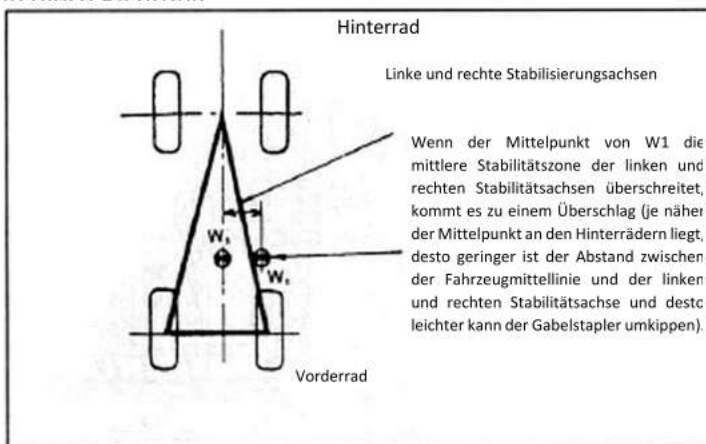 Hinterrad
Linke und rechte Stabilisierungsachsen
Wenn der Mittelpunkt von W1 die
mittlere Stabilitätszone der linken und
rechten Stabilitätsachsen überschreitet,
kommt es zu einem Überschlag (je näher
der Mittelpunkt an den Hinterrädern liegt,
desto geringer ist der Abstand zwischen
der Fahrzeugmittellinie und der linken
und rechten Stabilitätsachse und desto
leichter kann der Gabelstapler umkippen).
Vorderrad